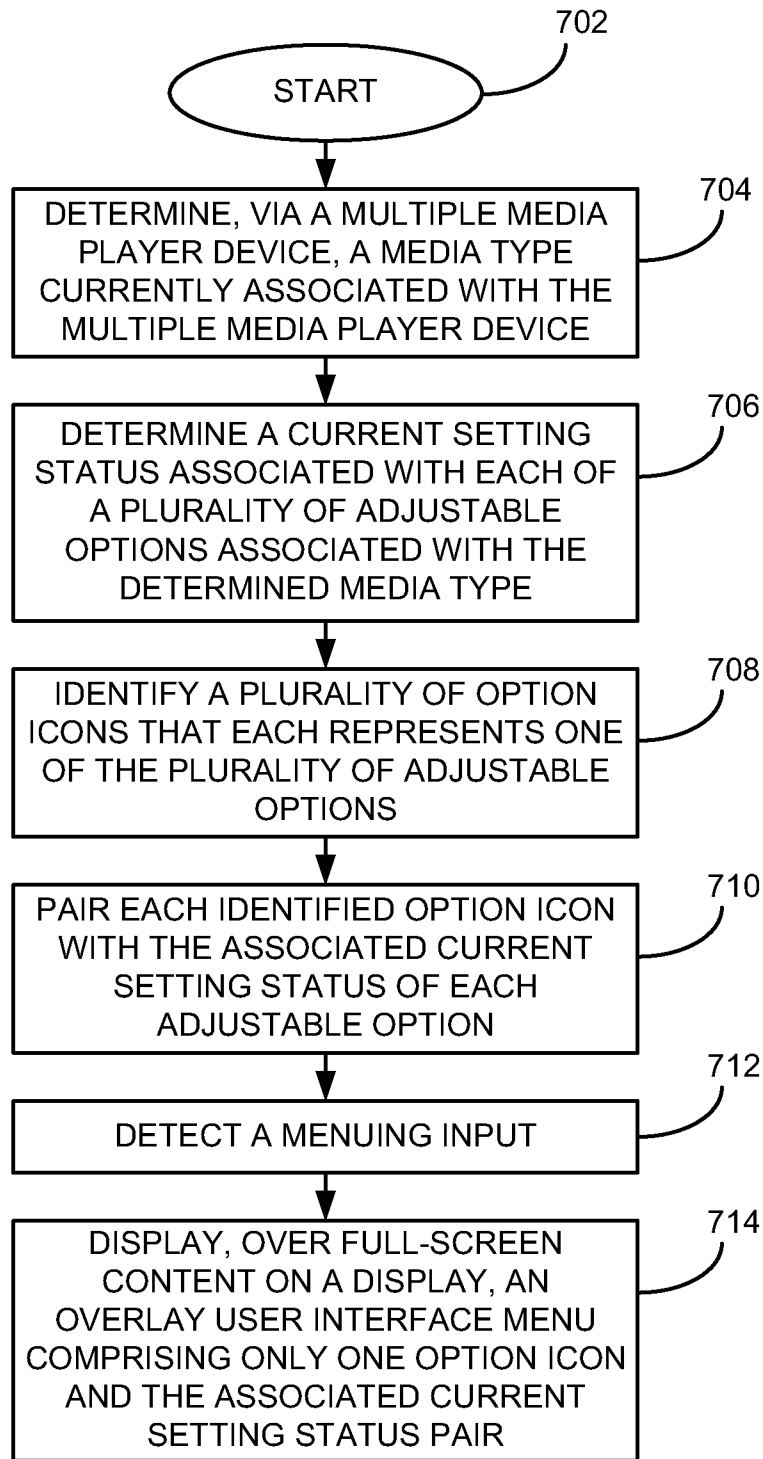 702
START
704
DETERMINE, VIA A MULTIPLE MEDIA
PLAYER DEVICE, A MEDIA TYPE
CURRENTLY ASSOCIATED WITH THE
MULTIPLE MEDIA PLAYER DEVICE
706
DETERMINE A CURRENT SETTING
STATUS ASSOCIATED WITH EACH OF
A PLURALITY OF ADJUSTABLE
OPTIONS ASSOCIATED WITH THE
DETERMINED MEDIA TYPE
708
IDENTIFY A PLURALITY OF OPTION
ICONS THAT EACH REPRESENTS ONE
OF THE PLURALITY OF ADJUSTABLE
OPTIONS
710
PAIR EACH IDENTIFIED OPTION ICON
WITH THE ASSOCIATED CURRENT
SETTING STATUS OF EACH
ADJUSTABLE OPTION
712
DETECT A MENUING INPUT
714
DISPLAY, OVER FULL-SCREEN
CONTENT ON A DISPLAY, AN
OVERLAY USER INTERFACE MENU
COMPRISING ONLY ONE OPTION ICON
AND THE ASSOCIATED CURRENT
SETTING STATUS PAIR